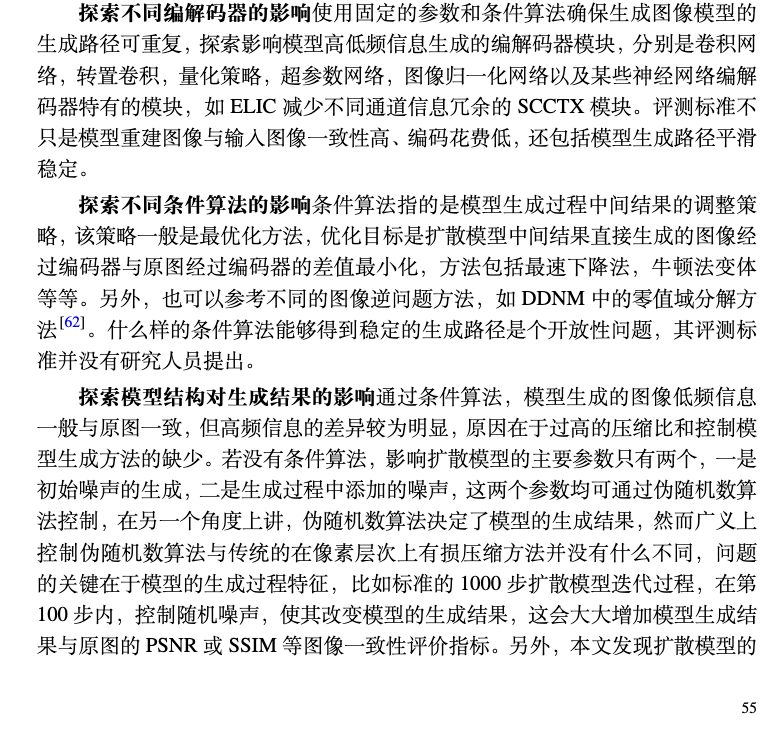 探索不同编解码器的影响使用固定的参数和条件算法确保生成图像模型的
生成路径可重复，探索影响模型高低频信息生成的编解码器模块，分别是卷积网
络，转置卷积，量化策略，超参数网络，图像归一化网络以及某些神经网络编解
码器特有的模块，如 ELIC 减少不同通道信息冗余的 SCCTX 模块。评测标准不
只是模型重建图像与输入图像一致性高、编码花费低，还包括模型生成路径平滑
稳定。
探索不同条件算法的影响条件算法指的是模型生成过程中间结果的调整策
略，该策略一般是最优化方法，优化目标是扩散模型中间结果直接生成的图像经
过编码器与原图经过编码器的差值最小化，方法包括最速下降法，牛顿法变体
等等。另外，也可以参考不同的图像逆问题方法，如 DDNM 中的零值域分解方
法[62]。什么样的条件算法能够得到稳定的生成路径是个开放性问题，其评测标
准并没有研究人员提出。
探索模型结构对生成结果的影响通过条件算法，模型生成的图像低频信息
一般与原图一致，但高频信息的差异较为明显，原因在于过高的压缩比和控制模
型生成方法的缺少。若没有条件算法，影响扩散模型的主要参数只有两个，一是
初始噪声的生成，二是生成过程中添加的噪声，这两个参数均可通过伪随机数算
法控制，在另一个角度上讲，伪随机数算法决定了模型的生成结果，然而广义上
控制伪随机数算法与传统的在像素层次上有损压缩方法并没有什么不同，问题
的关键在于模型的生成过程特征，比如标准的 1000 步扩散模型迭代过程，在第
100 步内，控制随机噪声，使其改变模型的生成结果，这会大大增加模型生成结
果与原图的 PSNR 或 SSIM 等图像一致性评价指标。另外，本文发现扩散模型的
55